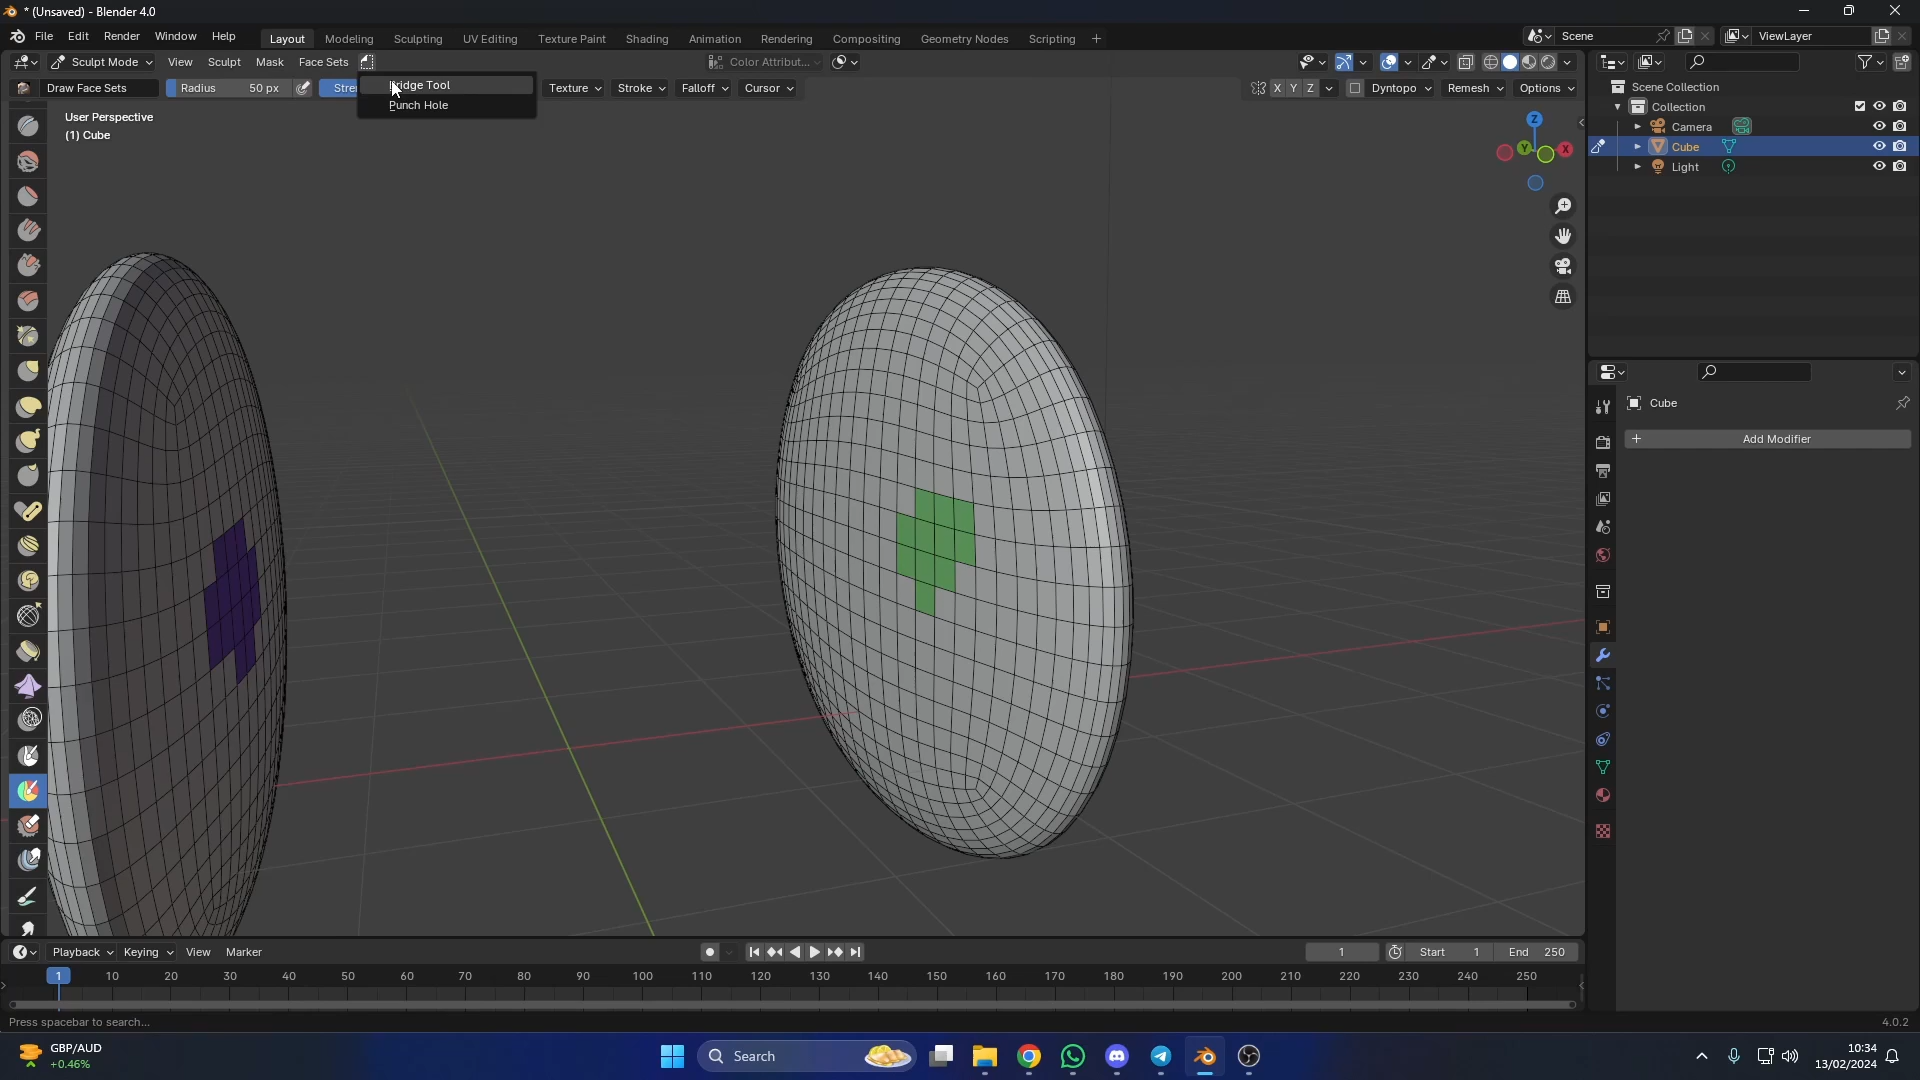 * (Unsaved) - Blender 4.0
File Edit Render Window Help
Layout Modeling Sculpting UV Editing Texture Paint Shading Animation Rendering Compositing Geometry Nodes Scripting +
Scene
ViewLayer
Sculpt Mode View Sculpt Mask Face Sets
Color Attribut...
Draw Face Sets
Radius 50 px
Texture Stroke Falloff Cursor
X Y Z
Dyntopo Remesh Options
Tool
Punch Hole
User Perspective
(1) Cube
Z
Y
X
Scene Collection
Collection
Camera
Cube
Light
Cube
+ Add Modifier
Playback Keying View Marker
1
Start 1
End 250
1 10 20 30 40 50 60 70 80 90 100 110 120 130 140 150 160 170 180 190 200 210 220 230 240 250
Press spacebar to search...
4.0.2
GBP/AUD
+0.46%
Search
10:34
13/02/2024